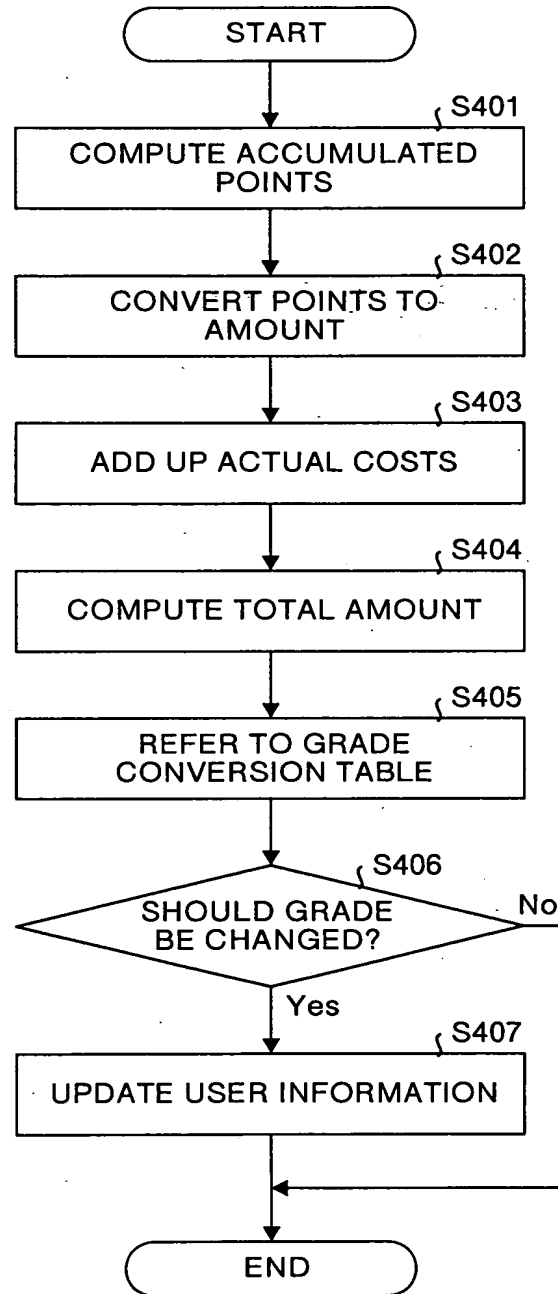 START
S401
COMPUTE ACCUMULATED
POINTS
S402
CONVERT POINTS TO
AMOUNT
S403
ADD UP ACTUAL COSTS
S404
COMPUTE TOTAL AMOUNT
S405
REFER TO GRADE
CONVERSION TABLE
S406
SHOULD GRADE
BE CHANGED?
No
Yes
S407
UPDATE USER INFORMATION
END